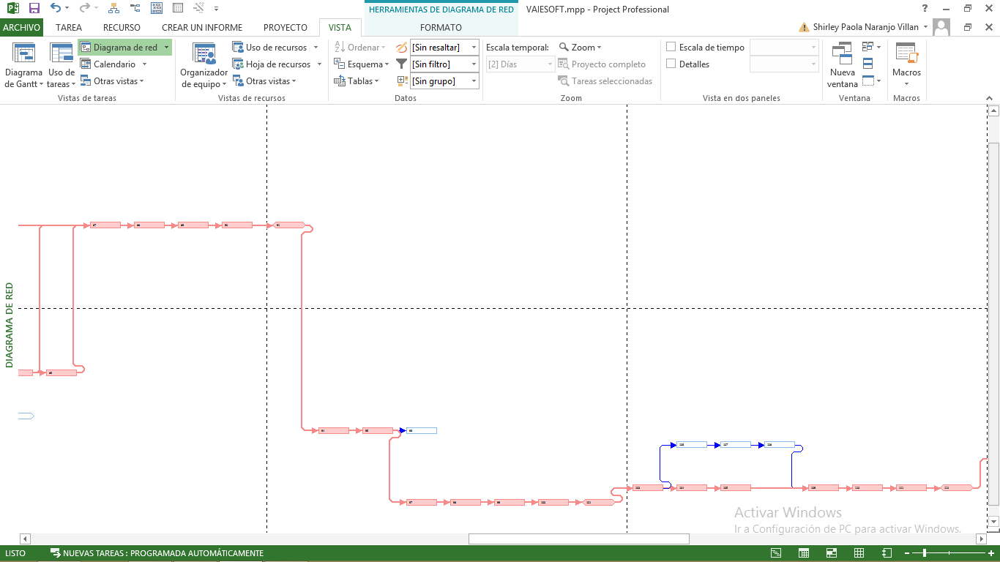 HERRAMIENTAS DE DIAGRAMA DE RED
VAIESOFT.mpp - Project Professional
?
ARCHIVO TAREA RECURSO CREAR UN INFORME PROYECTO VISTA FORMATO
Shirley Paola Naranjo Villan
Diagrama de Gantt
Uso de tareas
Diagrama de red
Calendario
Otras vistas
Vistas de tareas
Organizador de equipo
Uso de recursos
Hoja de recursos
Otras vistas
Vistas de recursos
Ordenar
Esquema
Tablas
[Sin resaltar]
[Sin filtro]
[Sin grupo]
Datos
Escala temporal:
[2] Días
Zoom
Proyecto completo
Tareas seleccionadas
Zoom
Escala de tiempo
Detalles
Vista en dos paneles
Nueva ventana
Ventana
Macros
Macros
DIAGRAMA DE RED
Activar Windows
Ir a Configuración de PC para activar Windows.
LISTO
NUEVAS TAREAS : PROGRAMADA AUTOMÁTICAMENTE